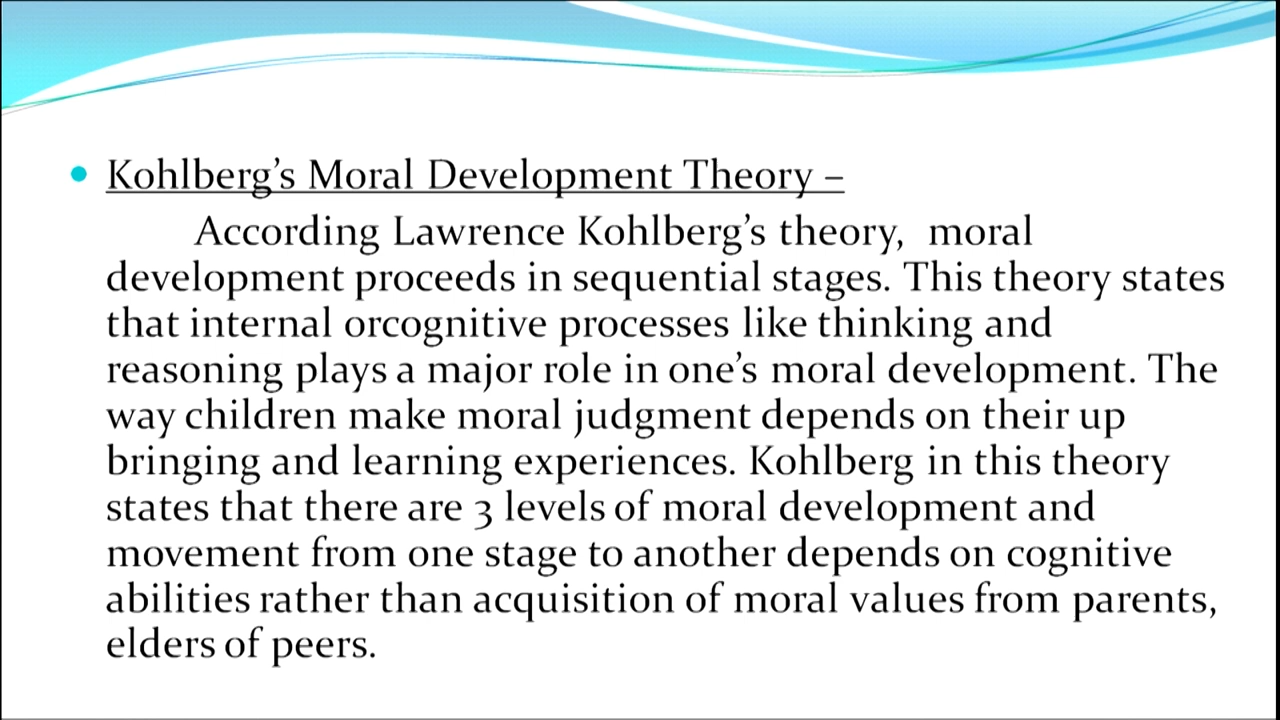 • Kohlberg’s Moral Development Theory –
According Lawrence Kohlberg’s theory,  moral
development proceeds in sequential stages. This theory states
that internal orcognitive processes like thinking and
reasoning plays a major role in one’s moral development. The
way children make moral judgment depends on their up
bringing and learning experiences. Kohlberg in this theory
states that there are 3 levels of moral development and
movement from one stage to another depends on cognitive
abilities rather than acquisition of moral values from parents,
elders of peers.